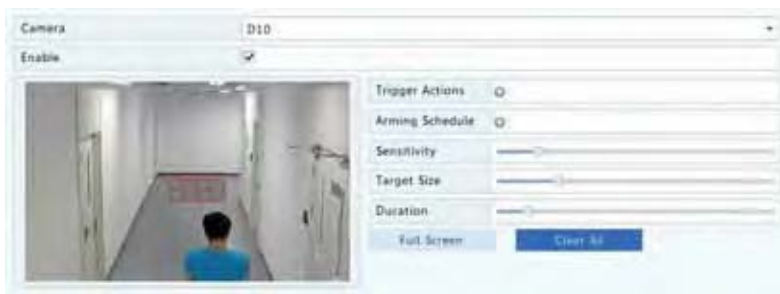 Camera D10
Enable
Trigger Actions
Arming Schedule
Sensitivity
Target Size
Duration
Full Screen Clear All